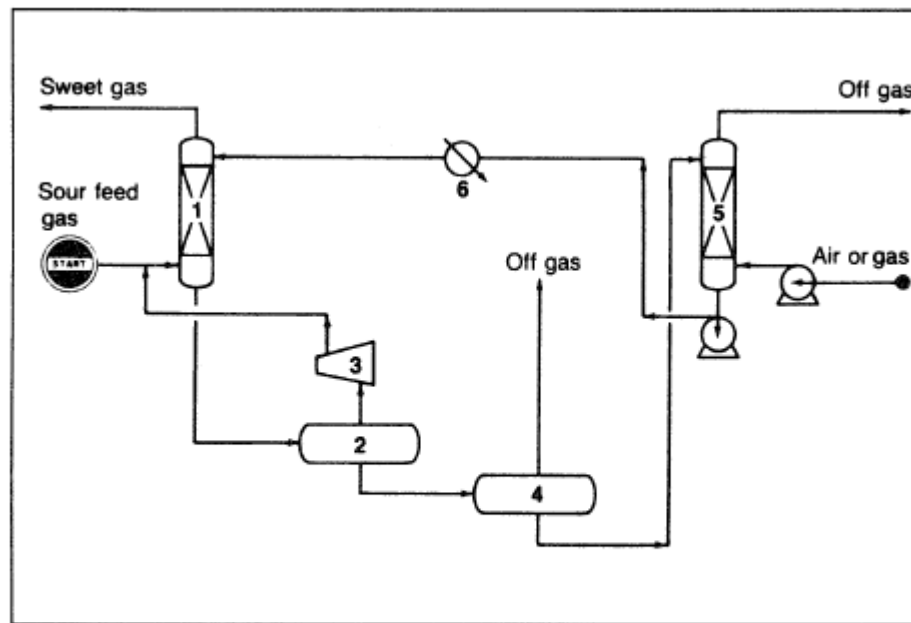 Sweet gas
Off gas
1
6
5
Sour feed
gas
START
Off gas
Air or gas
3
2
4